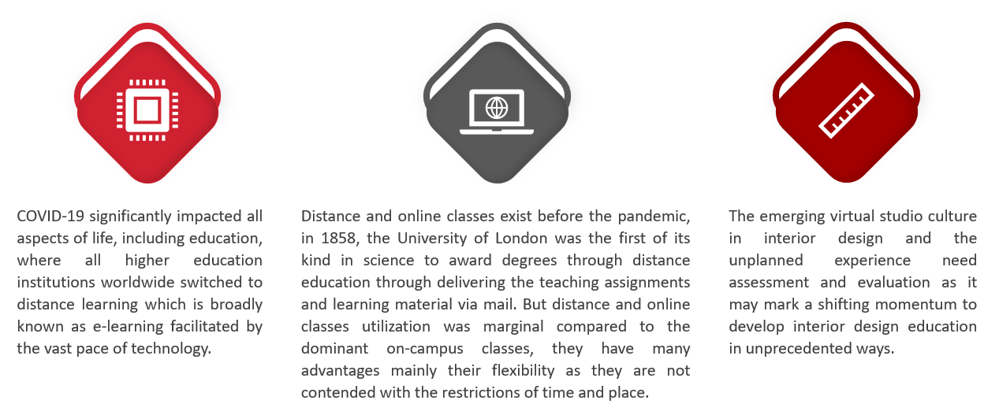 COVID-19 significantly impacted all
aspects of life, including education,
where all higher education
institutions worldwide switched to
distance learning which is broadly
known as e-learning facilitated by
the vast pace of technology.
Distance and online classes exist before the pandemic,
in 1858, the University of London was the first of its
kind in science to award degrees through distance
education through delivering the teaching assignments
and learning material via mail. But distance and online
classes utilization was marginal compared to the
dominant on-campus classes, they have many
advantages mainly their flexibility as they are not
contended with the restrictions of time and place.
The emerging virtual studio culture
in interior design and the
unplanned experience need
assessment and evaluation as it
may mark a shifting momentum to
develop interior design education
in unprecedented ways.